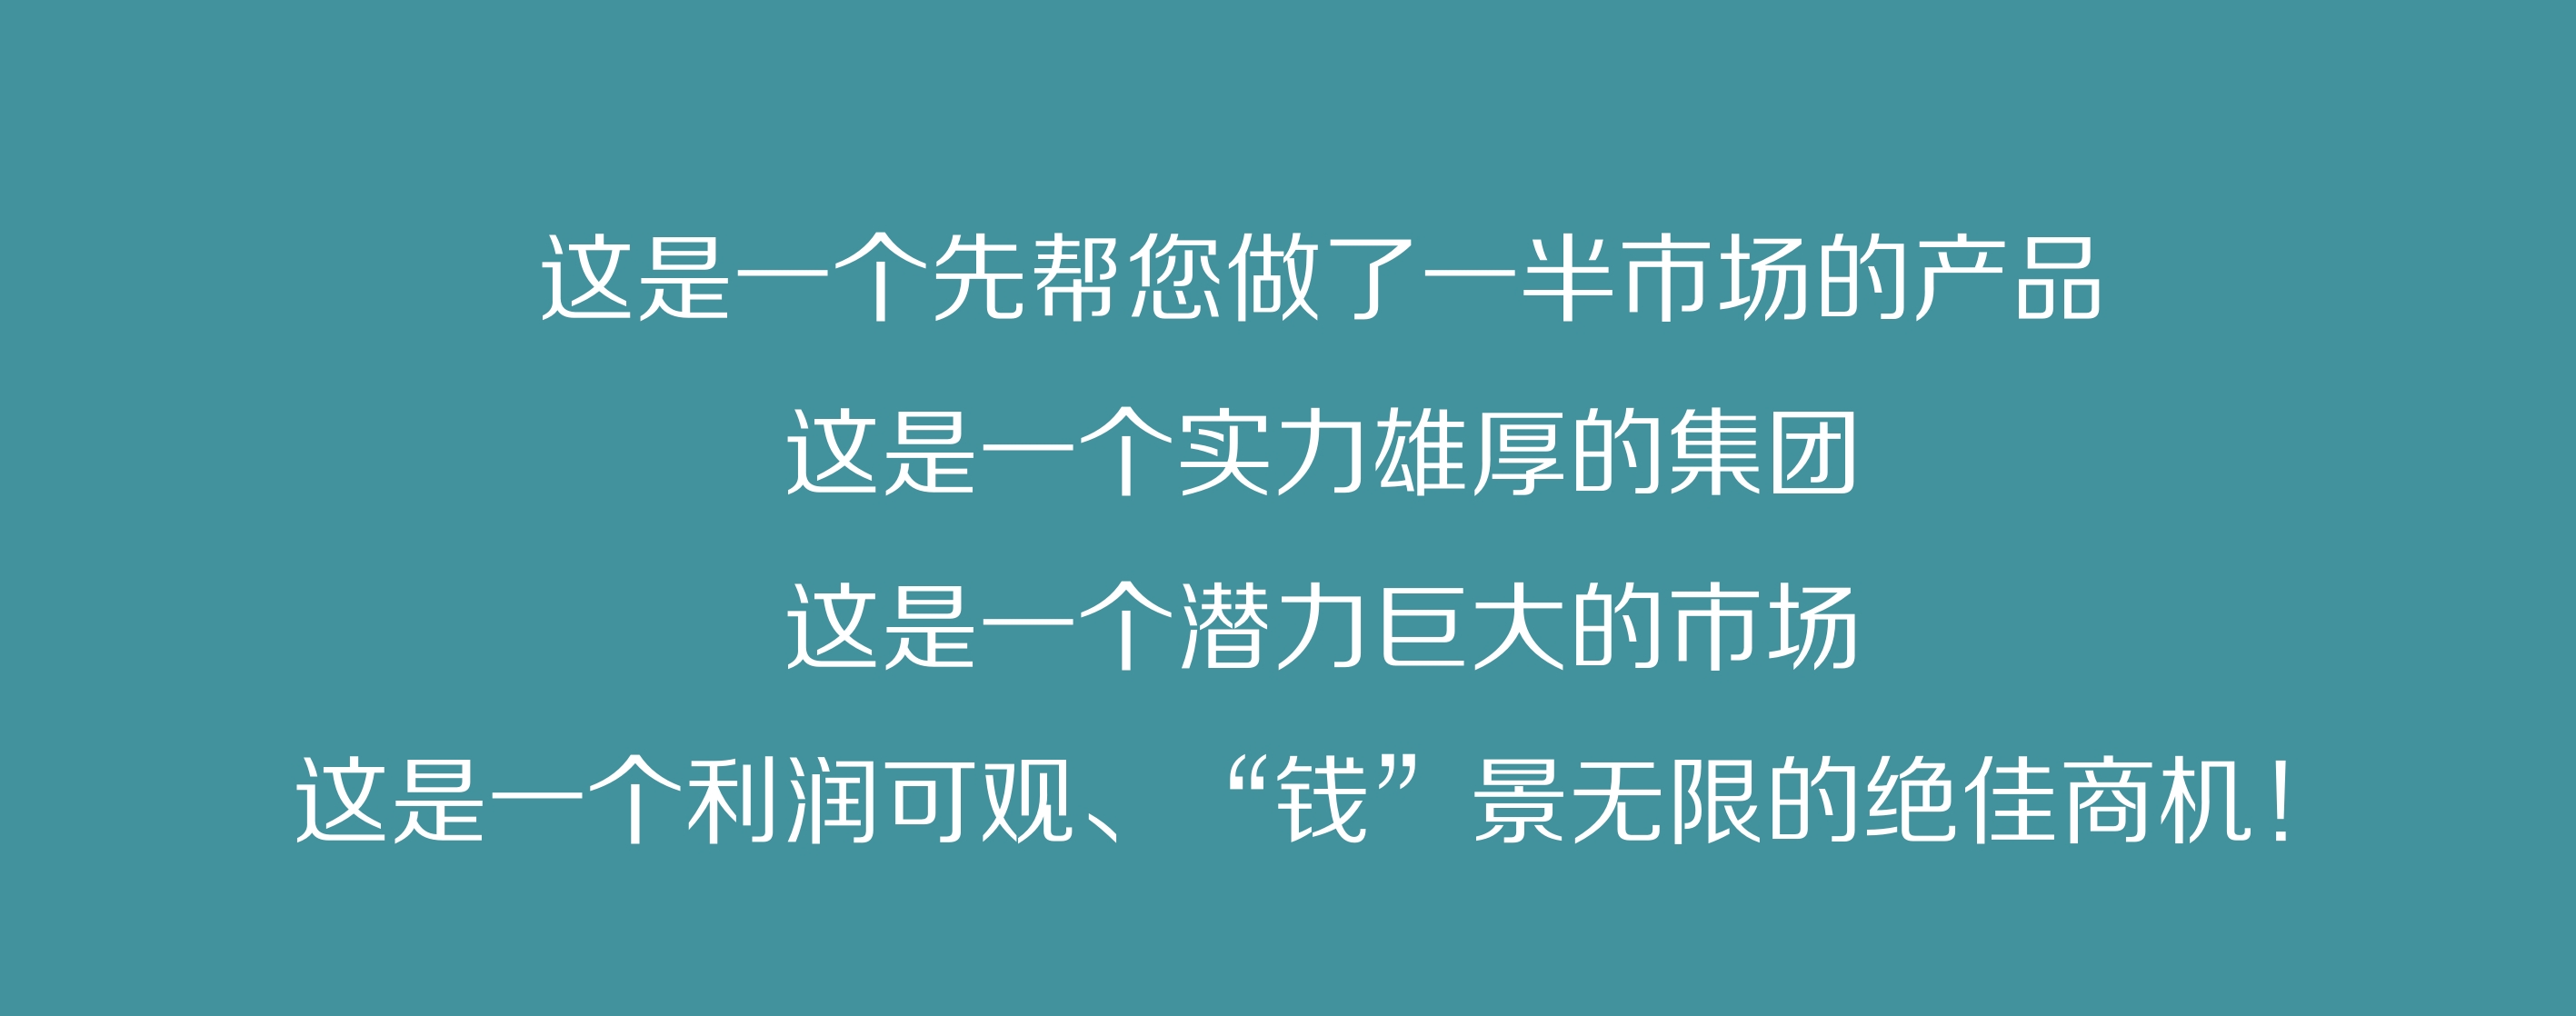 这是一个先帮您做了一半市场的产品
这是一个实力雄厚的集团
这是一个潜力巨大的市场
这是一个利润可观、“钱”景无限的绝佳商机！